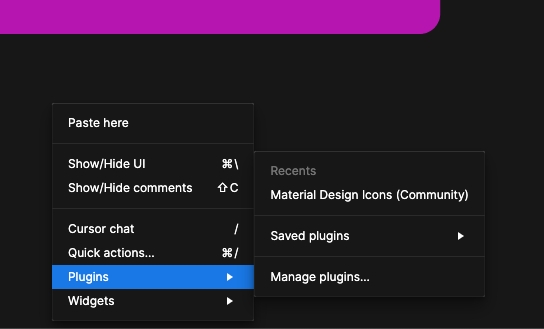 Paste here
Show/Hide UI ⌘\
Show/Hide comments ⇧C
Cursor chat /
Quick actions... ⌘/
Plugins ▶
Widgets ▶
Recents
Material Design Icons (Community)
Saved plugins ▶
Manage plugins...